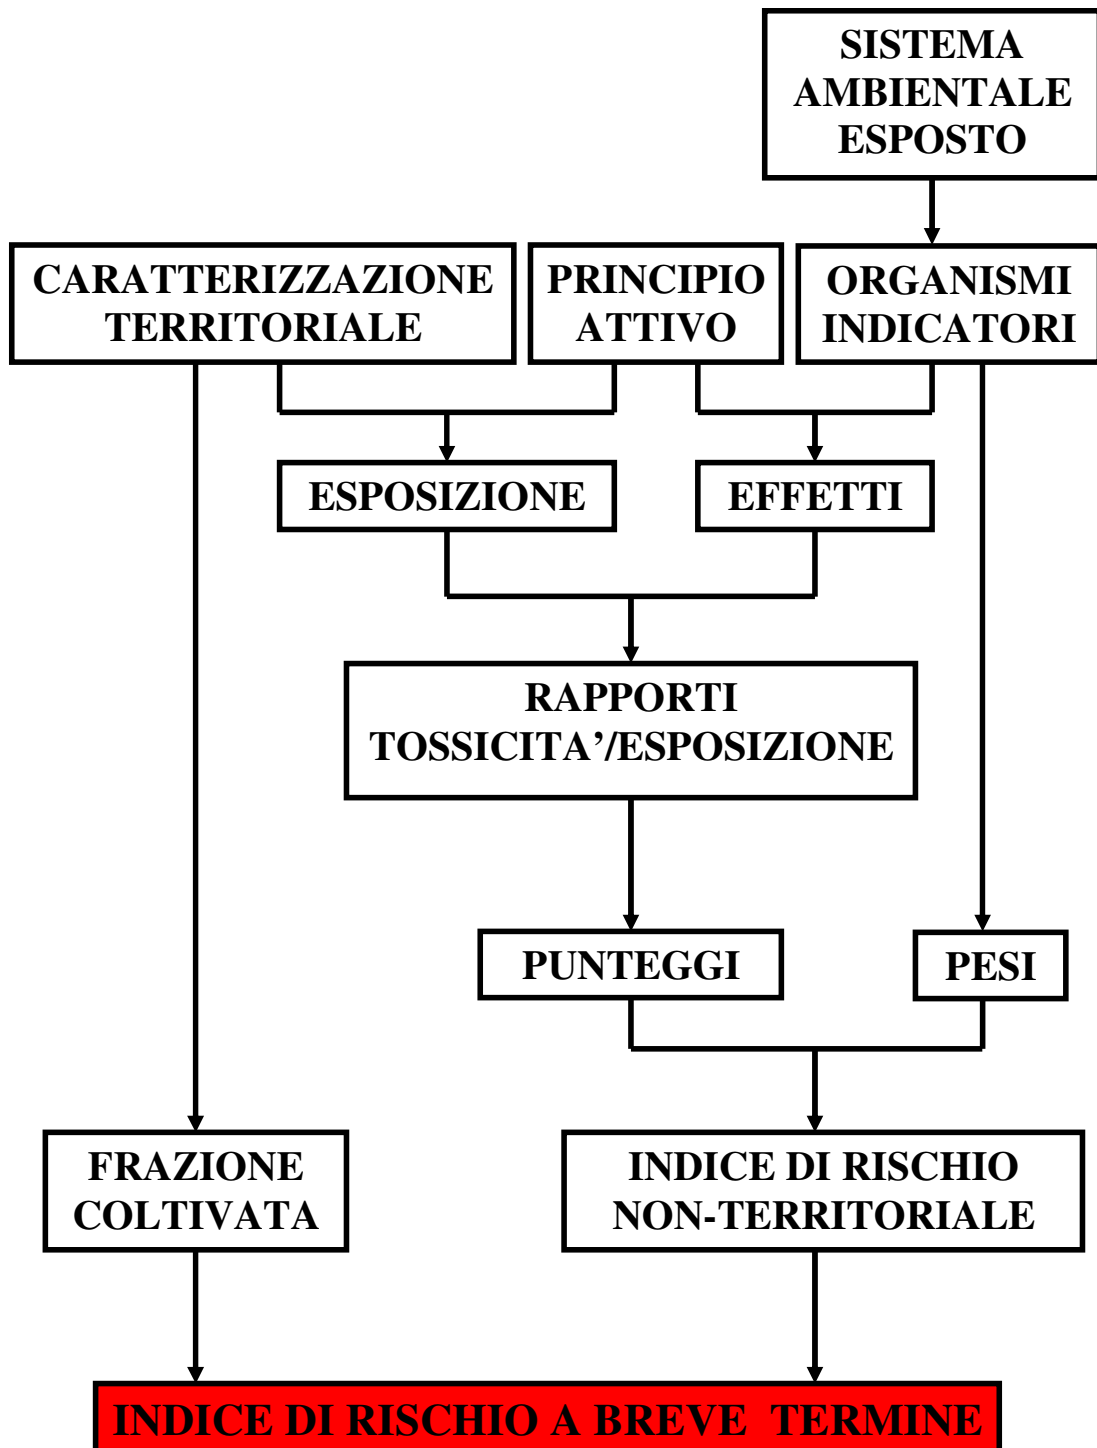 SISTEMA
AMBIENTALE
ESPOSTO
CARATTERIZZAZIONE
TERRITORIALE
PRINCIPIO
ATTIVO
ORGANISMI
INDICATORI
ESPOSIZIONE
EFFETTI
RAPPORTI
TOSSICITA’/ESPOSIZIONE
PUNTEGGI
PESI
FRAZIONE
COLTIVATA
INDICE DI RISCHIO
NON-TERRITORIALE
INDICE DI RISCHIO A BREVE  TERMINE